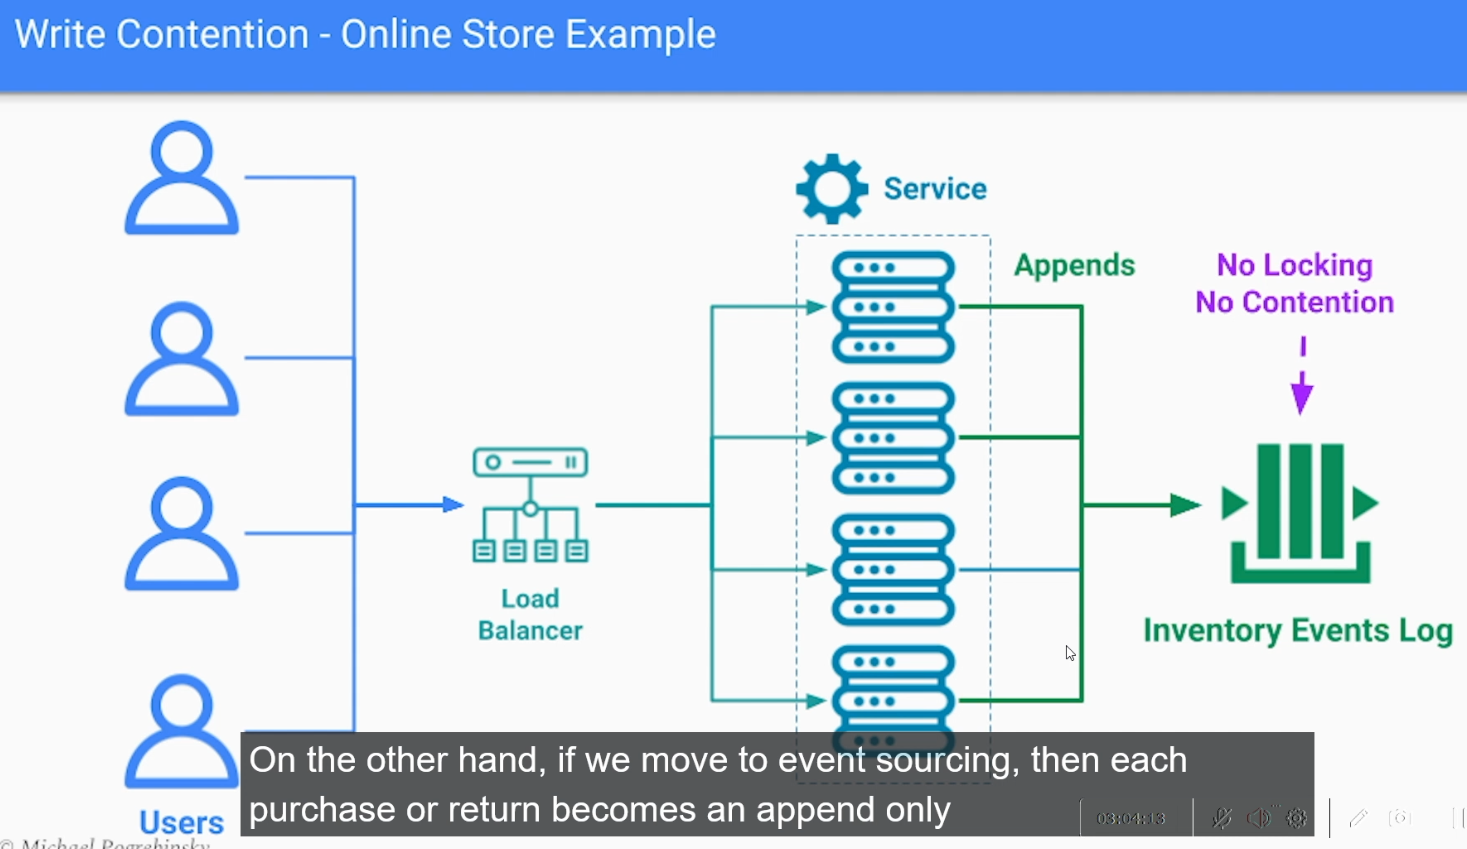 Write Contention - Online Store Example
Service
Appends
No Locking
No Contention
Load
Balancer
Inventory Events Log
On the other hand, if we move to event sourcing, then each
purchase or return becomes an append only
Users
03:04:13
© Michael Pogrebinsky